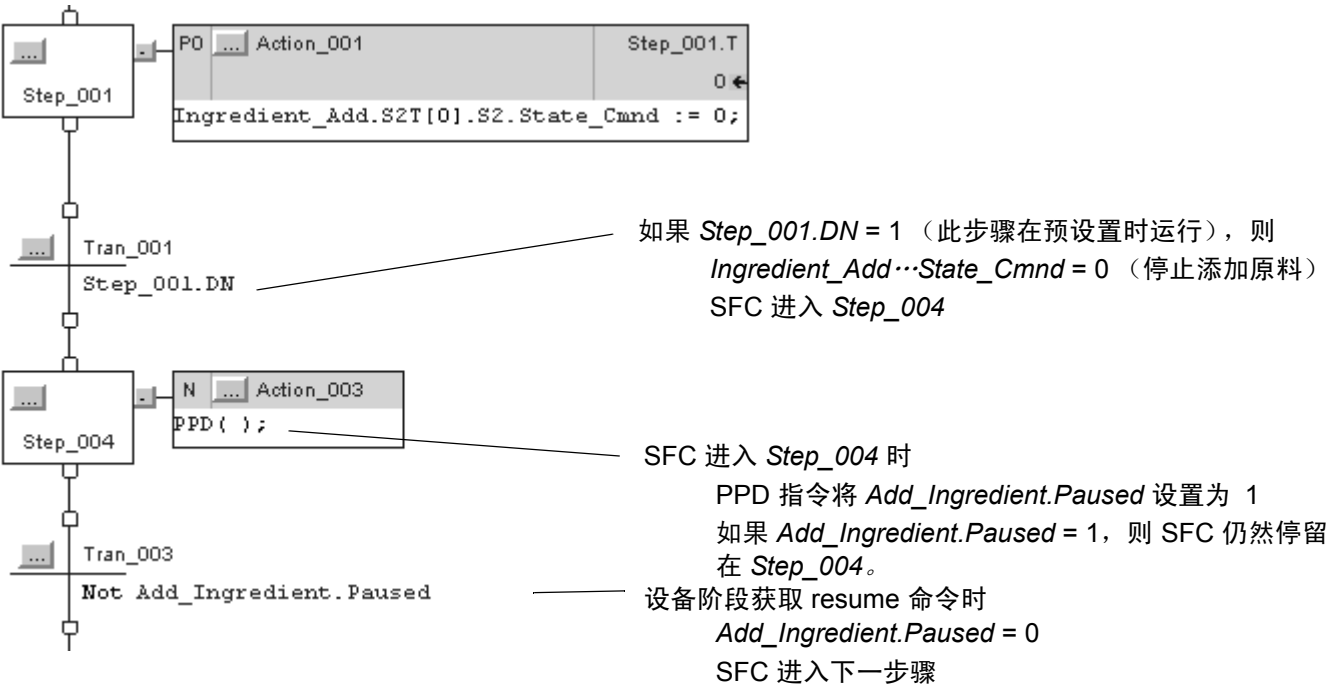 ...
P0 ... Action_001 Step_001.T
0
Step_001
Ingredient_Add.S2T[0].S2.State_Cmnd := 0;
... Tran_001
Step_001.DN
如果 Step_001.DN = 1 （此步骤在预设置时运行），则
Ingredient_Add⋯State_Cmnd = 0 （停止添加原料）
SFC 进入 Step_004
...
N ... Action_003
PPD( );
Step_004
SFC 进入 Step_004 时
PPD 指令将 Add_Ingredient.Paused 设置为 1
如果 Add_Ingredient.Paused = 1，则 SFC 仍然停留
在 Step_004。
... Tran_003
Not Add_Ingredient.Paused
设备阶段获取 resume 命令时
Add_Ingredient.Paused = 0
SFC 进入下一步骤